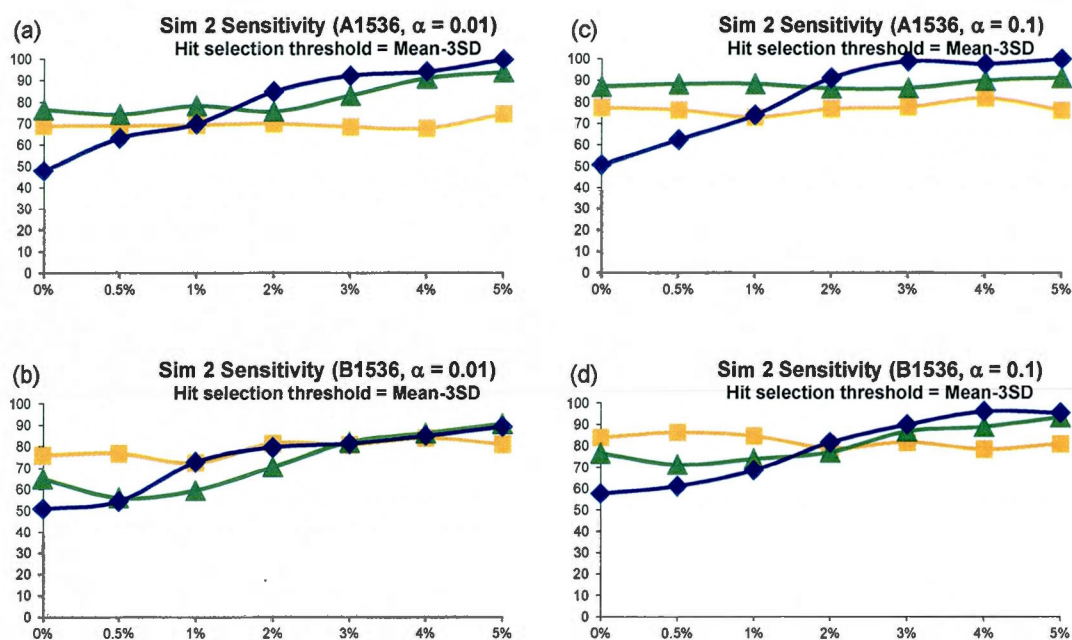 (a)
Sim 2 Sensitivity (A1536, α = 0.01)
Hit selection threshold = Mean-3SD
100
90
80
70
60
50
40
30
20
10
0
0% 0.5% 1% 2% 3% 4% 5%
(c)
Sim 2 Sensitivity (A1536, α = 0.1)
Hit selection threshold = Mean-3SD
100
90
80
70
60
50
40
30
20
10
0
0% 0.5% 1% 2% 3% 4% 5%
(b)
Sim 2 Sensitivity (B1536, α = 0.01)
Hit selection threshold = Mean-3SD
100
90
80
70
60
50
40
30
20
10
0
0% 0.5% 1% 2% 3% 4% 5%
(d)
Sim 2 Sensitivity (B1536, α = 0.1)
Hit selection threshold = Mean-3SD
100
90
80
70
60
50
40
30
20
10
0
0% 0.5% 1% 2% 3% 4% 5%